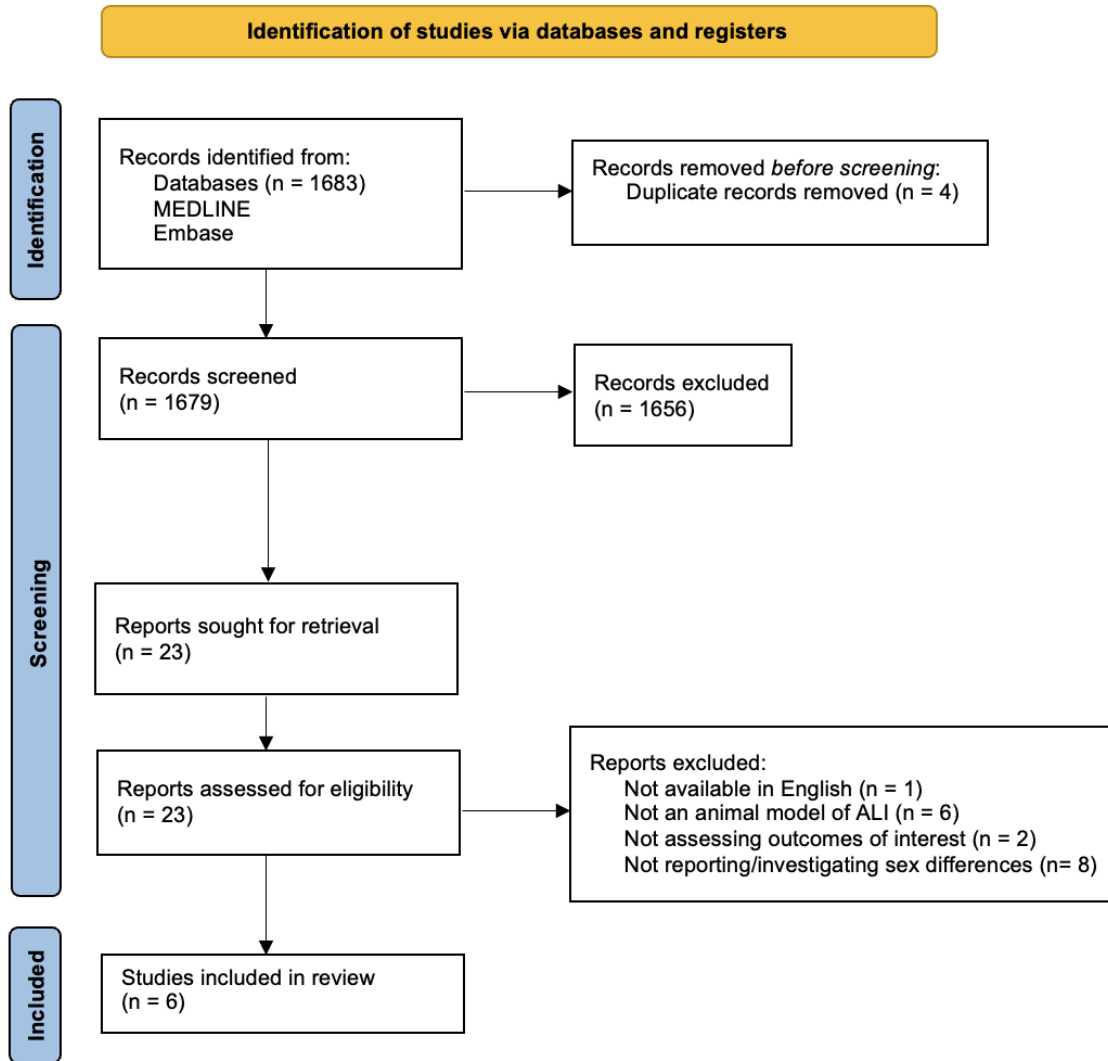 Identification of studies via databases and registers
Identification
Records identified from:
Databases (n = 1683)
MEDLINE
Embase
Records removed before screening:
Duplicate records removed (n = 4)
Screening
Records screened
(n = 1679)
Records excluded
(n = 1656)
Reports sought for retrieval
(n = 23)
Reports assessed for eligibility
(n = 23)
Reports excluded:
Not available in English (n = 1)
Not an animal model of ALI (n = 6)
Not assessing outcomes of interest (n = 2)
Not reporting/investigating sex differences (n= 8)
Included
Studies included in review
(n = 6)